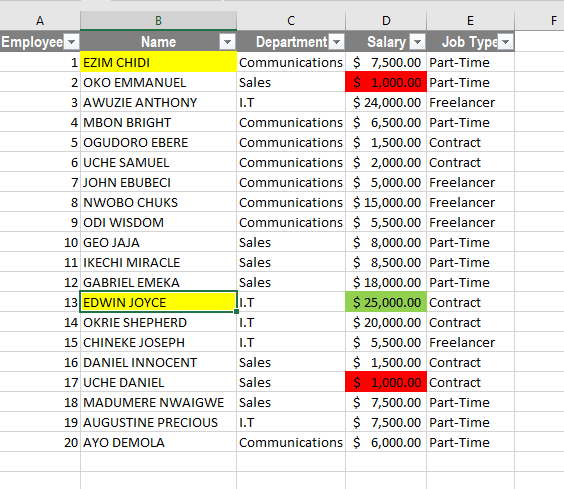 A B C D E F
Employee Name Department Salary Job Type
1 EZIM CHIDI Communications $ 7,500.00 Part-Time
2 OKO EMMANUEL Sales $ 1,000.00 Part-Time
3 AWUZIE ANTHONY I.T $ 24,000.00 Freelancer
4 MBON BRIGHT Communications $ 6,500.00 Part-Time
5 OGUDORO EBERE Communications $ 1,500.00 Contract
6 UCHE SAMUEL Communications $ 2,000.00 Contract
7 JOHN EBUBECI Communications $ 5,000.00 Freelancer
8 NWOBO CHUKS Communications $ 15,000.00 Freelancer
9 ODI WISDOM Communications $ 5,500.00 Freelancer
10 GEO JAJA Sales $ 8,000.00 Part-Time
11 IKECHI MIRACLE Sales $ 8,500.00 Part-Time
12 GABRIEL EMEKA Sales $ 18,000.00 Part-Time
13 EDWIN JOYCE I.T $ 25,000.00 Contract
14 OKRIE SHEPHERD I.T $ 20,000.00 Contract
15 CHINEKE JOSEPH I.T $ 5,500.00 Freelancer
16 DANIEL INNOCENT Sales $ 1,500.00 Contract
17 UCHE DANIEL Sales $ 1,000.00 Contract
18 MADUMERE NWAIGWE Sales $ 7,500.00 Part-Time
19 AUGUSTINE PRECIOUS I.T $ 7,500.00 Part-Time
20 AYO DEMOLA Communications $ 6,000.00 Part-Time